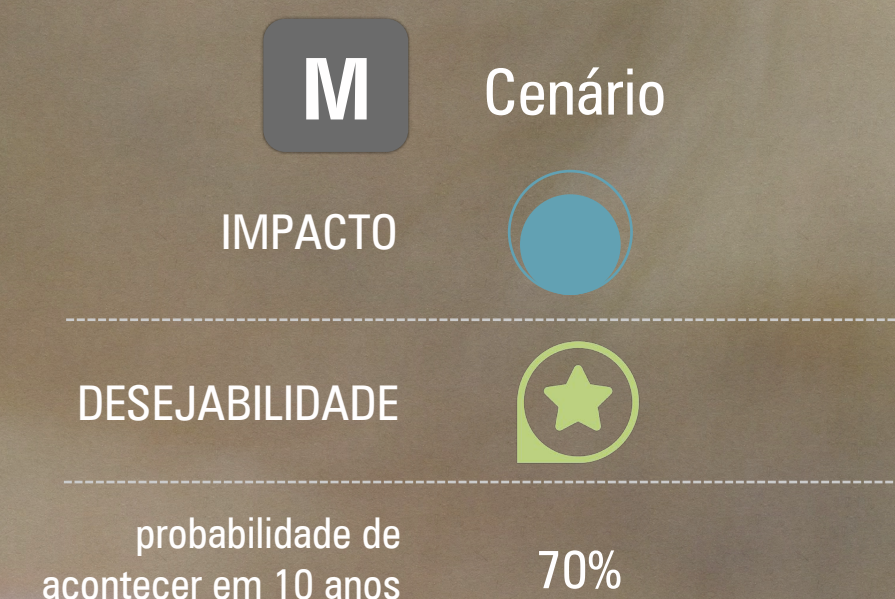 M
Cenário
IMPACTO
DESEJABILIDADE
probabilidade de
acontecer em 10 anos
70%